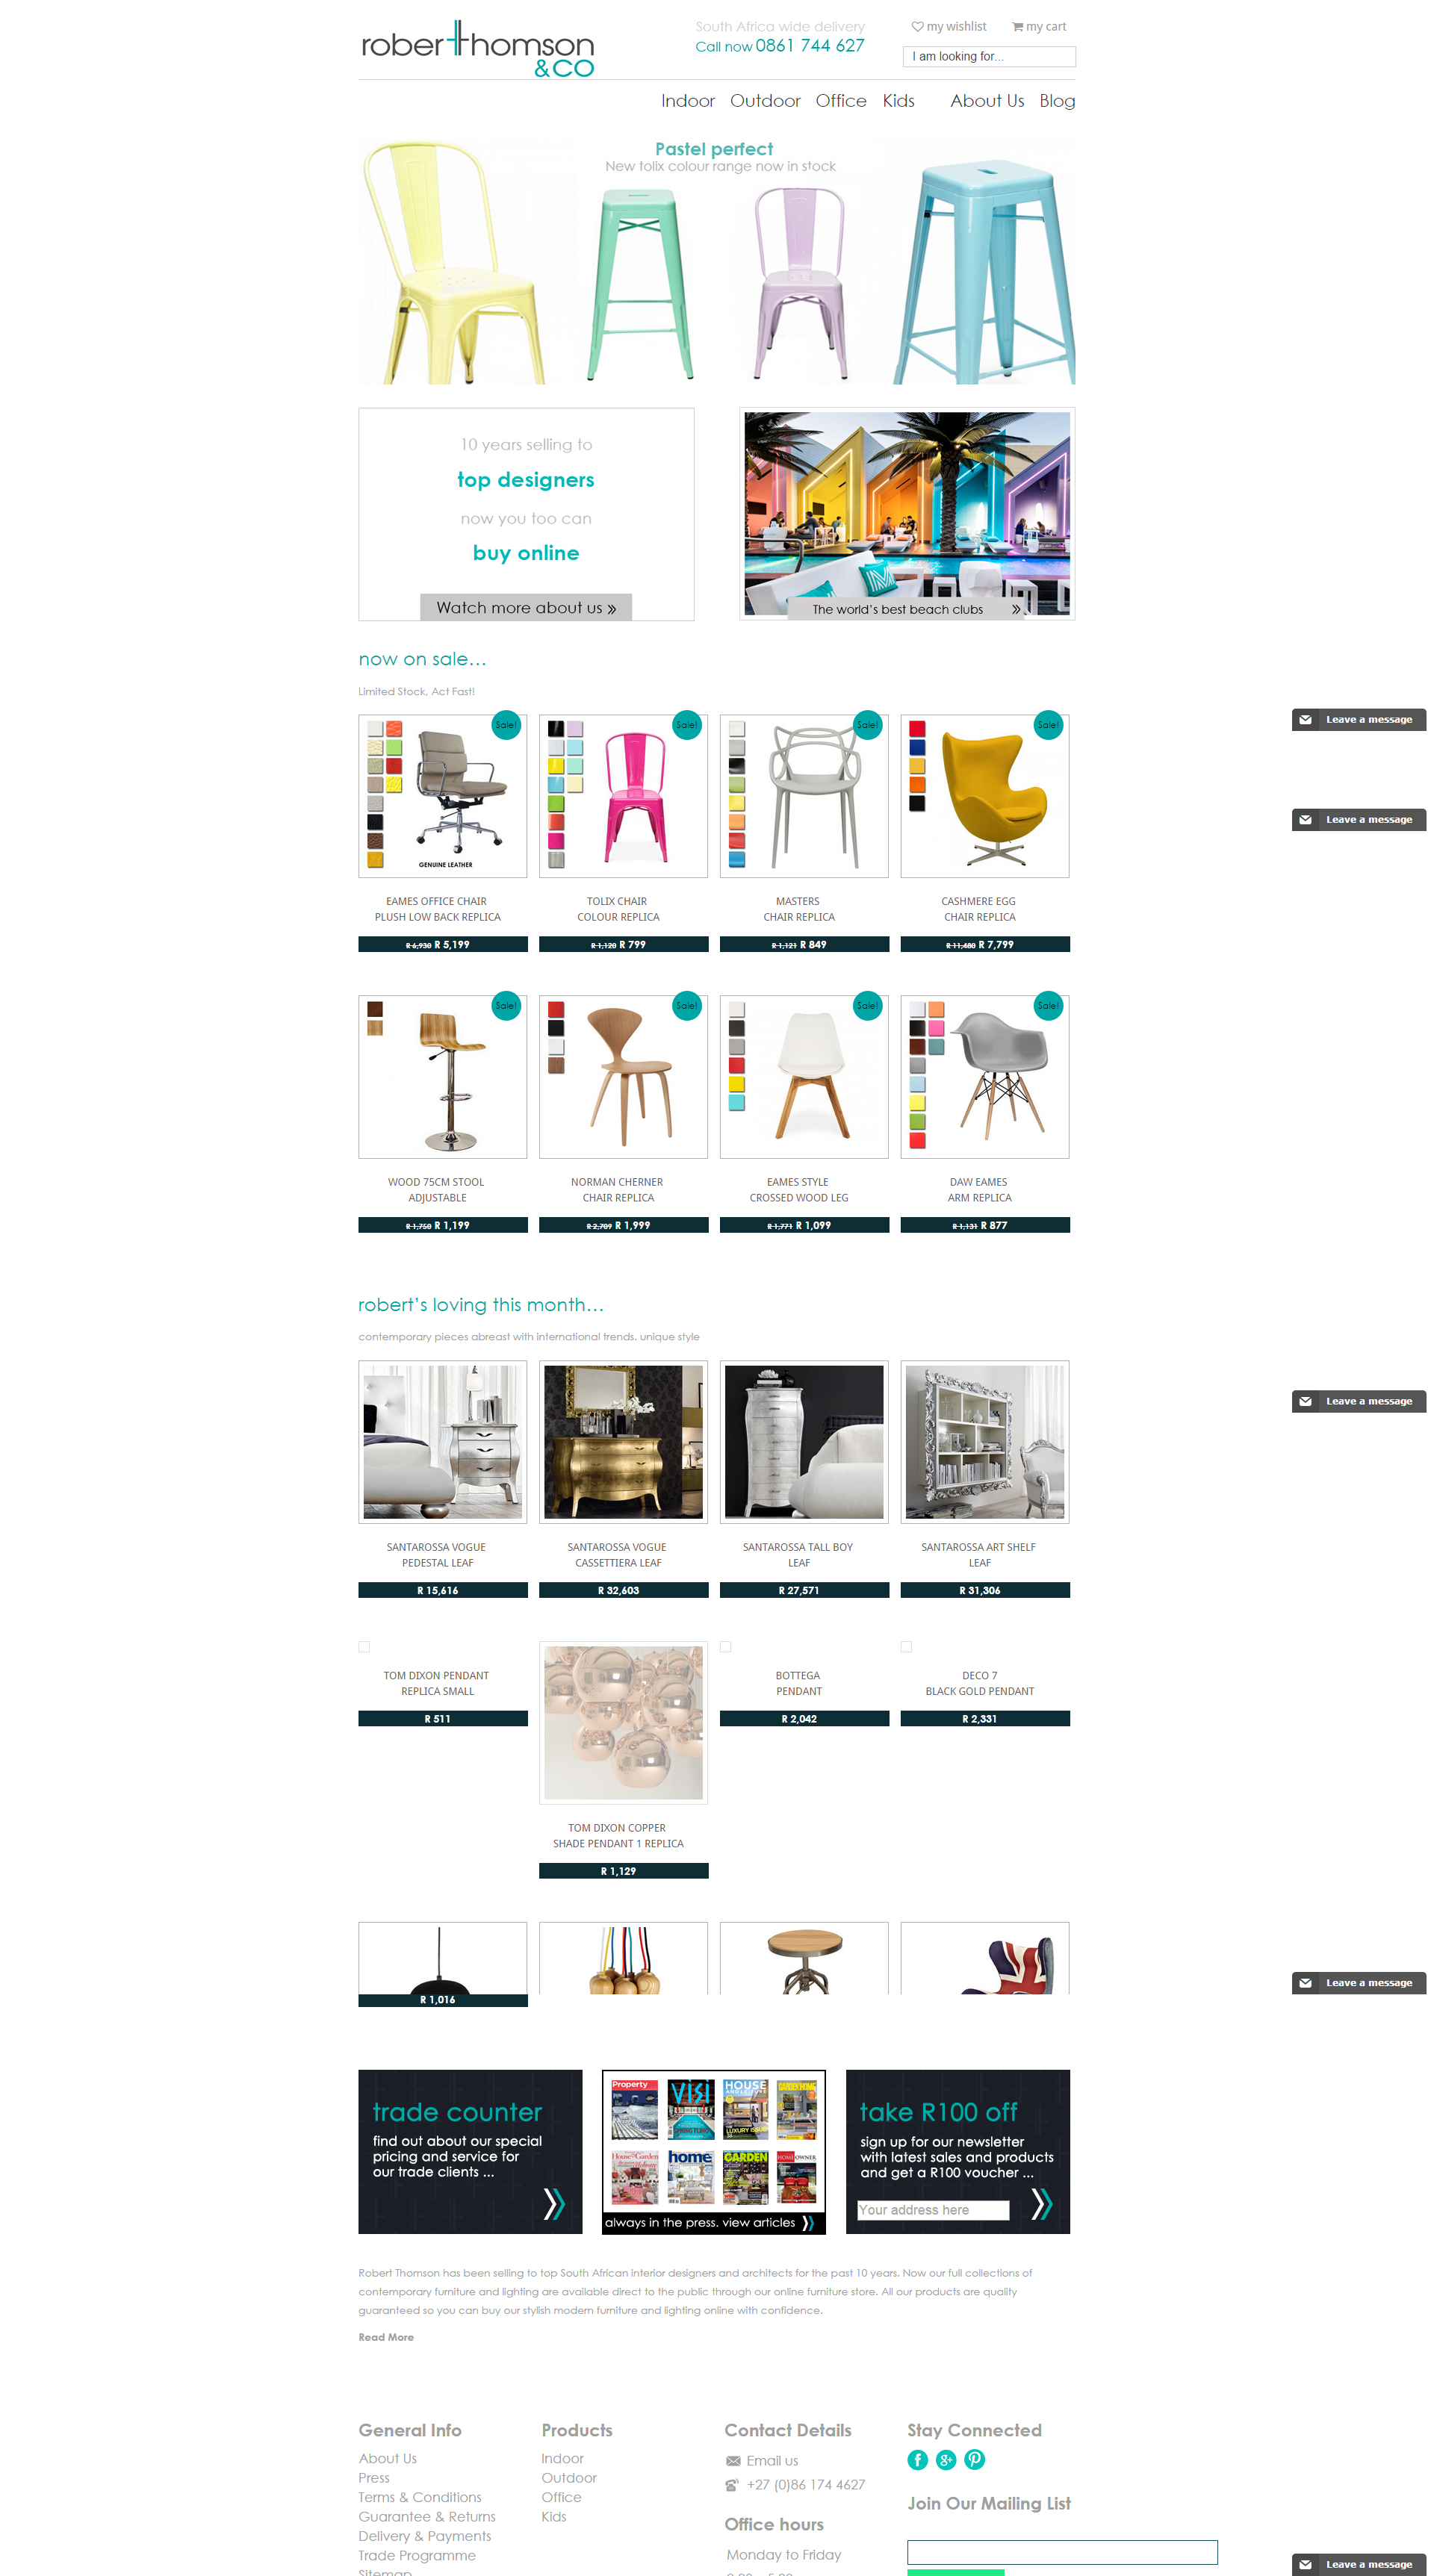 robertthomson
&CO
South Africa wide delivery
Call now 0861 744 627
my wishlist
my cart
I am looking for...
Indoor Outdoor Office Kids About Us Blog
Pastel perfect
New tolix colour range now in stock
10 years selling to
top designers
now you too can
buy online
Watch more about us »
The world's best beach clubs »
now on sale...
Limited Stock, Act Fast!
Leave a message
Sale! Sale! Sale! Sale!
GENUINE LEATHER
Leave a message
EAMES OFFICE CHAIR
PLUSH LOW BACK REPLICA
R 6,930 R 5,199
TOLIX CHAIR
COLOUR REPLICA
R 1,120 R 799
MASTERS
CHAIR REPLICA
R 1,121 R 849
CASHMERE EGG
CHAIR REPLICA
R 11,480 R 7,799
Sale! Sale! Sale! Sale!
WOOD 75CM STOOL
ADJUSTABLE
R 1,750 R 1,199
NORMAN CHERNER
CHAIR REPLICA
R 2,709 R 1,999
EAMES STYLE
CROSSED WOOD LEG
R 1,771 R 1,099
DAW EAMES
ARM REPLICA
R 1,131 R 877
robert's loving this month...
contemporary pieces abreast with international trends. unique style
Leave a message
SANTAROSSA VOGUE
PEDESTAL LEAF
R 15,616
SANTAROSSA VOGUE
CASSETTIERA LEAF
R 32,603
SANTAROSSA TALL BOY
LEAF
R 27,571
SANTAROSSA ART SHELF
LEAF
R 31,306
TOM DIXON PENDANT
REPLICA SMALL
R 511
TOM DIXON COPPER
SHADE PENDANT 1 REPLICA
R 1,129
BOTTEGA
PENDANT
R 2,042
DECO 7
BLACK GOLD PENDANT
R 2,331
Leave a message
R 1,016
trade counter
find out about our special
pricing and service for
our trade clients ...
Property
VISI
HOUSE
AND LEISURE
LUXURY ISSUE
GARDEN HOME
House and Garden
home
GARDEN
HOME OWNER
always in the press. view articles
take R100 off
sign up for our newsletter
with latest sales and products
and get a R100 voucher ...
Your address here
Robert Thomson has been selling to top South African interior designers and architects for the past 10 years. Now our full collections of
contemporary furniture and lighting are available direct to the public through our online furniture store. All our products are quality
guaranteed so you can buy our stylish modern furniture and lighting online with confidence.
Read More
General Info
About Us
Press
Terms & Conditions
Guarantee & Returns
Delivery & Payments
Trade Programme
Sitemap
Products
Indoor
Outdoor
Office
Kids
Contact Details
Email us
+27 (0)86 174 4627
Office hours
Monday to Friday
Stay Connected
Join Our Mailing List
Leave a message